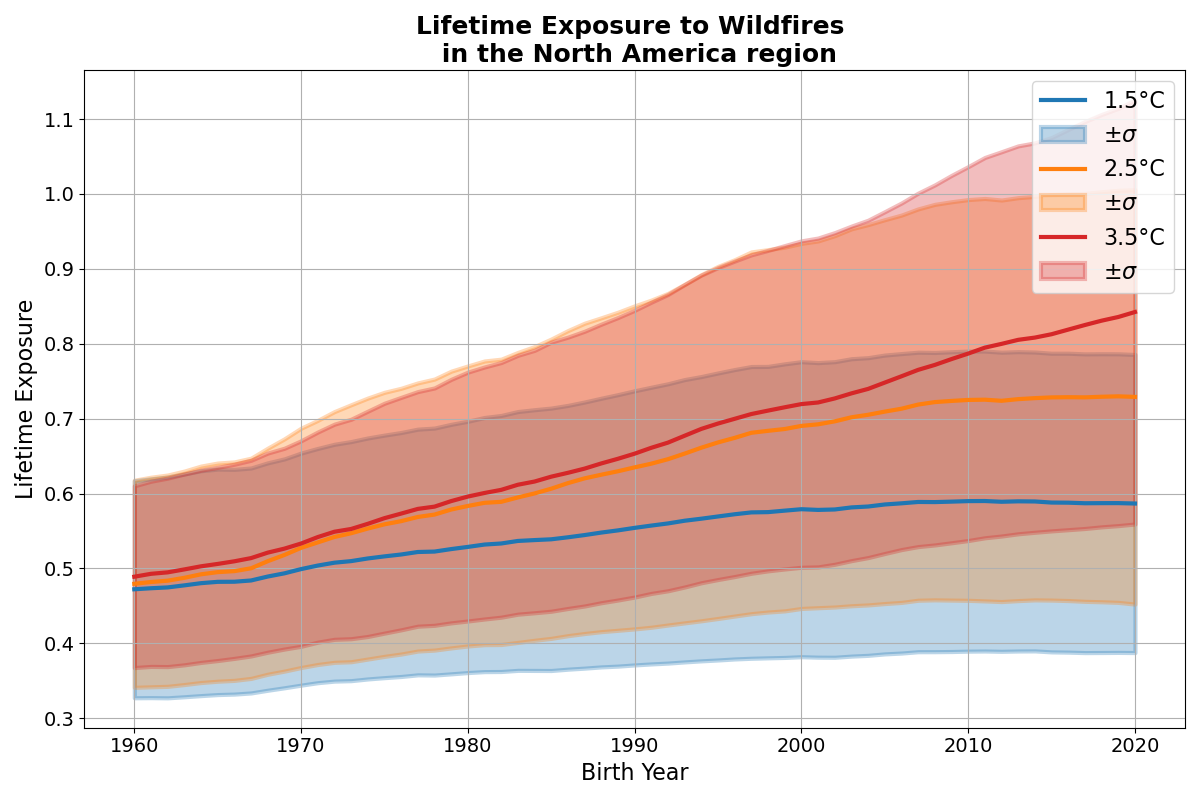 Lifetime Exposure to Wildfires
in the North America region
1.5°C
±σ
2.5°C
±σ
3.5°C
±σ
Lifetime Exposure
1.1
1.0
0.9
0.8
0.7
0.6
0.5
0.4
0.3
1960 1970 1980 1990 2000 2010 2020
Birth Year